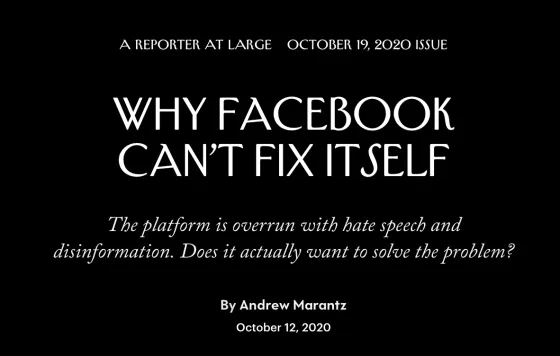 A REPORTER AT LARGE OCTOBER 19, 2020 ISSUE
WHY FACEBOOK
CAN’T FIX ITSELF
The platform is overrun with hate speech and
disinformation. Does it actually want to solve the problem?
By Andrew Marantz
October 12, 2020